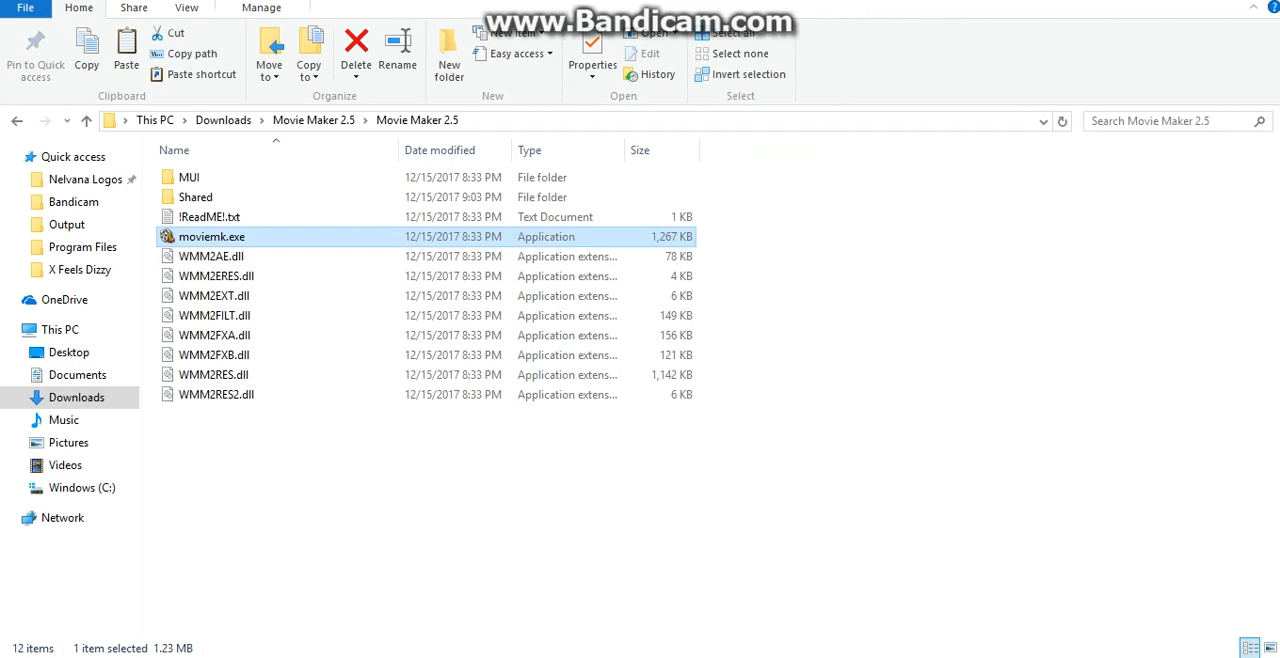 File Home Share View Manage
www.Bandicam.com
Cut
New item
Open
Select all
Copy path
Easy access
Edit
Select none
Pin to Quick access
Copy
Paste
Paste shortcut
Move to
Copy to
Delete
Rename
New folder
Properties
History
Invert selection
Clipboard Organize New Open Select
This PC Downloads Movie Maker 2.5 Movie Maker 2.5
Search Movie Maker 2.5
Name Date modified Type Size
Quick access
Nelvana Logos
Bandicam
Output
Program Files
X Feels Dizzy
OneDrive
This PC
Desktop
Documents
Downloads
Music
Pictures
Videos
Windows (C:)
Network
MUI 12/15/2017 8:33 PM File folder
Shared 12/15/2017 9:03 PM File folder
!ReadME!.txt 12/15/2017 8:33 PM Text Document 1 KB
moviemk.exe 12/15/2017 8:33 PM Application 1,267 KB
WMM2AE.dll 12/15/2017 8:33 PM Application extens... 78 KB
WMM2ERES.dll 12/15/2017 8:33 PM Application extens... 4 KB
WMM2EXT.dll 12/15/2017 8:33 PM Application extens... 6 KB
WMM2FILT.dll 12/15/2017 8:33 PM Application extens... 149 KB
WMM2FXA.dll 12/15/2017 8:33 PM Application extens... 156 KB
WMM2FXB.dll 12/15/2017 8:33 PM Application extens... 121 KB
WMM2RES.dll 12/15/2017 8:33 PM Application extens... 1,142 KB
WMM2RES2.dll 12/15/2017 8:33 PM Application extens... 6 KB
12 items 1 item selected 1.23 MB